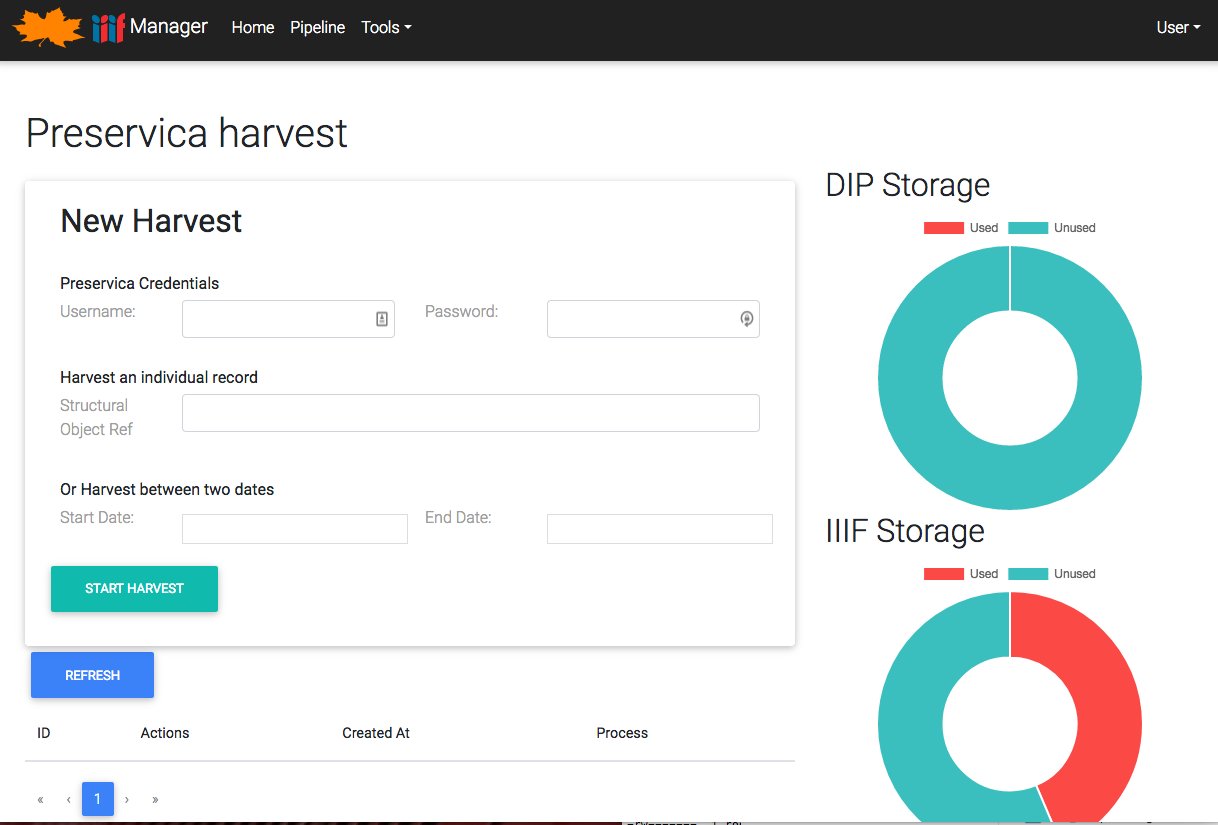 iiif Manager Home Pipeline Tools User
Preservica harvest
New Harvest
Preservica Credentials
Username: Password:
Harvest an individual record
Structural
Object Ref
Or Harvest between two dates
Start Date: End Date:
START HARVEST
REFRESH
ID Actions Created At Process
« ‹ 1 › »
DIP Storage
Used Unused
IIIF Storage
Used Unused